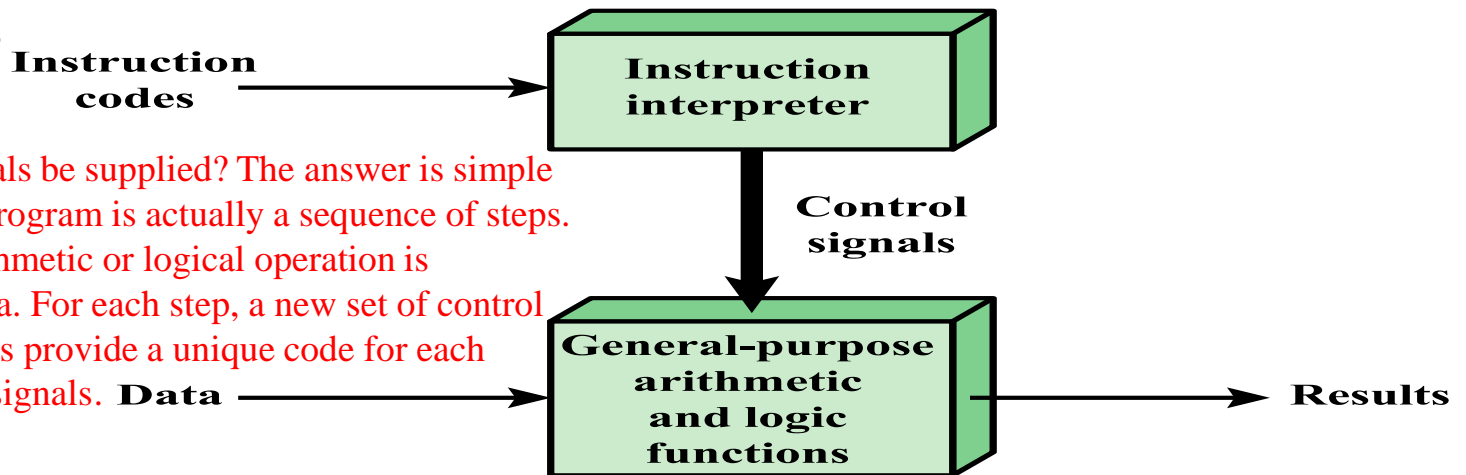 Instruction
codes
Instruction
interpreter
als be supplied? The answer is simple
rogram is actually a sequence of steps.
hmetic or logical operation is
a. For each step, a new set of control
s provide a unique code for each
signals.
Control
signals
Data
General-purpose
arithmetic
and logic
functions
Results